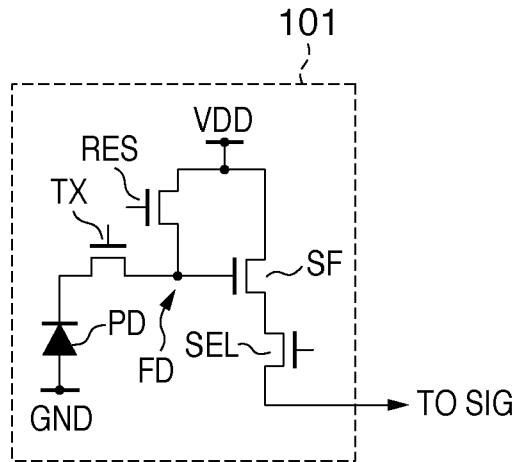 101
VDD
RES
TX
SF
PD
SEL
FD
GND
TO SIG